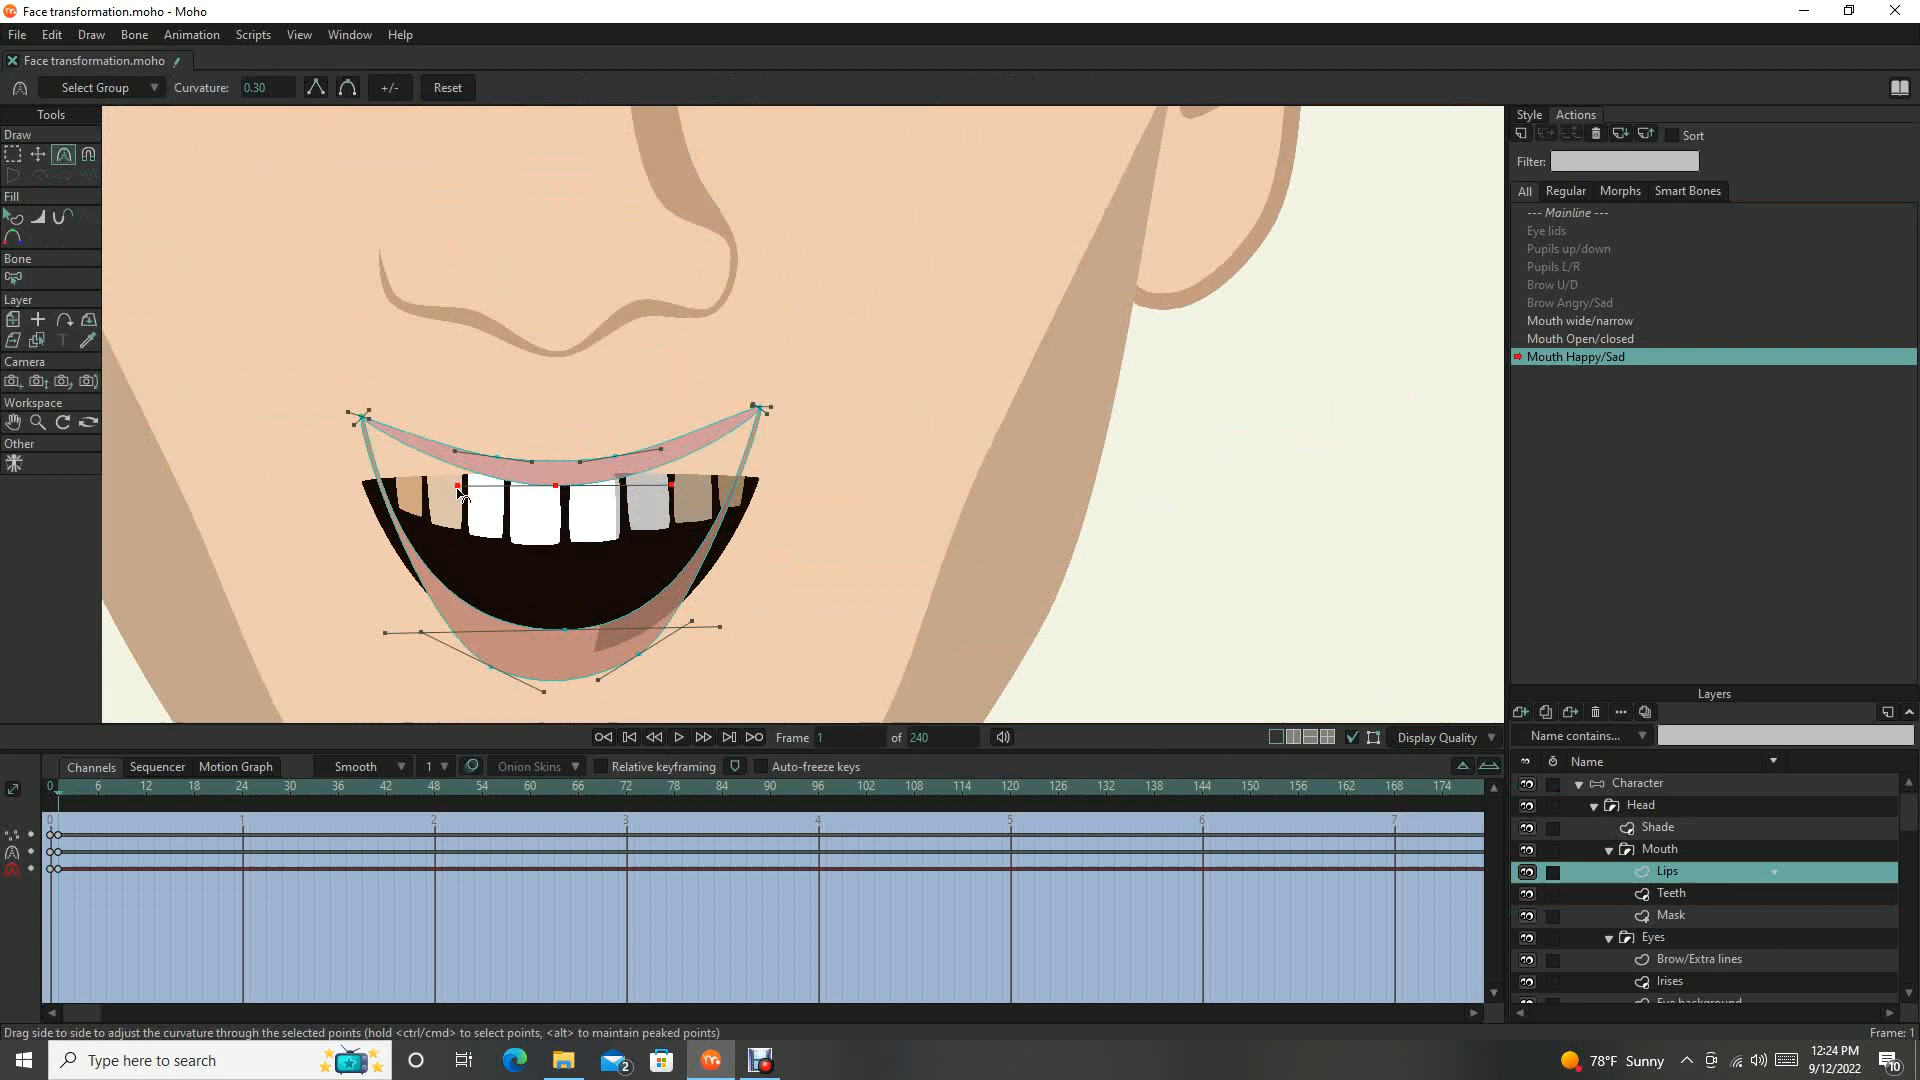 Face transformation.moho - Moho
File Edit Draw Bone Animation Scripts View Window Help
Face transformation.moho
Select Group Curvature: 0.30 +/- Reset
Tools
Draw
Fill
Bone
Layer
Camera
Workspace
Other
Style Actions
Sort
Filter:
All Regular Morphs Smart Bones
--- Mainline ---
Eye lids
Pupils up/down
Pupils L/R
Brow U/D
Brow Angry/Sad
Mouth wide/narrow
Mouth Open/closed
Mouth Happy/Sad
Frame 1 of 240 Display Quality
Channels Sequencer Motion Graph Smooth 1 Onion Skins Relative keyframing Auto-freeze keys
0 6 12 18 24 30 36 42 48 54 60 66 72 78 84 90 96 102 108 114 120 126 132 138 144 150 156 162 168 174
0 1 2 3 4 5 6 7
Layers
Name contains...
Name
Character
Head
Shade
Mouth
Lips
Teeth
Mask
Eyes
Brow/Extra lines
Irises
Eye background
Drag side to side to adjust the curvature through the selected points (hold <ctrl/cmd> to select points, <alt> to maintain peaked points)
Frame: 1
Type here to search
2
78°F Sunny
12:24 PM
9/12/2022
10